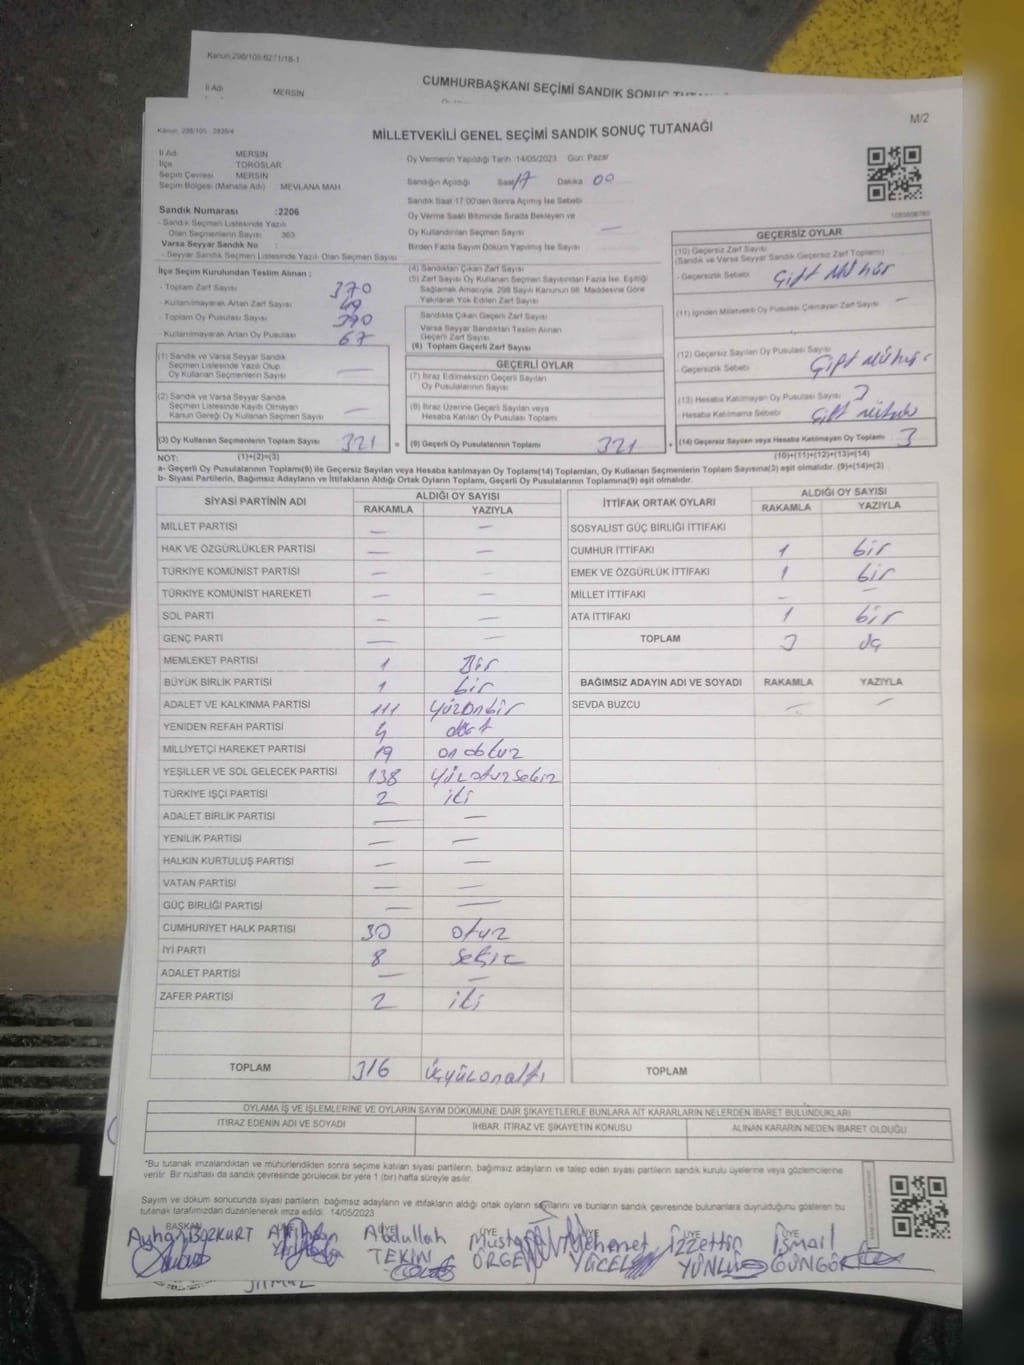 Kanun:298/105:6271/18-1
CUMHURBAŞKANI SEÇİMİ SANDIK SONUÇ
İl Adı MERSİN
M/2
MİLLETVEKİLİ GENEL SEÇİMİ SANDIK SONUÇ TUTANAĞI
İl Adı MERSİN
İlçe TOROSLAR
Seçim Çevresi MERSİN
Seçim Bölgesi (Mahalle Adı) MEVLANA MAH.
Sandık Numarası :2206
- Sandık Seçmen Listesinde Yazılı
Olan Seçmenlerin Sayısı 363
Varsa Seyyar Sandık No :
- Seyyar Sandık Seçmen Listesinde Yazılı Olan Seçmen Sayısı
İlçe Seçim Kurulundan Teslim Alınan ;
- Toplam Zarf Sayısı 370
- Kullanılmayarak Artan Zarf Sayısı 49
- Toplam Oy Pusulası Sayısı 390
- Kullanılmayarak Artan Oy Pusulası 67
Oy Vermenin Yapıldığı Tarih :14/05/2023 Gün: Pazar
Sandığın Açıldığı Saat 17 Dakika 00
Sandık Saat 17:00'den Sonra Açımış İse Sebebi
Oy Verme Saati Bitiminde Sırada Bekleyen ve
Oy Kullandırılan Seçmen Sayısı —
Birden Fazla Sayım Döküm Yapılmış İse Sayısı
(4) Sandıktan Çıkan Zarf Sayısı
(5) Zarf Sayısı Oy Kullanan Seçmen Sayısından Fazla İse, Eşitliği
Sağlamak Amacıyla, 298 Sayılı Kanunun 98. Maddesine Göre
Yakılarak Yok Edilen Zarf Sayısı
Sandıkta Çıkan Geçerli Zarf Sayısı
Varsa Seyyar Sandıktan Teslim Alınan
Geçerli Zarf Sayısı
(6) Toplam Geçerli Zarf Sayısı
GEÇERSİZ OYLAR
(10) Geçersiz Zarf Sayısı
(Sandık ve Varsa Seyyar Sandık Geçersiz Zarf Toplamı)
- Geçersizlik Sebebi Çift Mühür
(11) İçinden Milletvekili Oy Pusulası Çıkmayan Zarf Sayısı —
(12) Geçersiz Sayılan Oy Pusulası Sayısı
- Geçersizlik Sebebi Çift Mühür
(13) Hesaba Katılmayan Oy Pusulası Sayısı 3
- Hesaba Katılmama Sebebi Çift mühür
(14) Geçersiz Sayılan veya Hesaba Katılmayan Oy Toplamı 3
(10)+(11)+(12)+(13)=(14)
(1) Sandık ve Varsa Seyyar Sandık
Seçmen Listesinde Yazılı Olup
Oy Kullanan Seçmenlerin Sayısı —
(2) Sandık ve Varsa Seyyar Sandık
Seçmen Listesinde Kayıtlı Olmayan
Kanun Gereği Oy Kullanan Seçmen Sayısı —
(3) Oy Kullanan Seçmenlerin Toplam Sayısı 321 =
(1)+(2)=(3)
GEÇERLİ OYLAR
(7) İtiraz Edilmeksizin Geçerli Sayılan
Oy Pusulalarının Sayısı
(8) İtiraz Üzerine Geçerli Sayılan veya
Hesaba Katılan Oy Pusulası Toplamı
(9) Geçerli Oy Pusulalarının Toplamı 321 +
NOT:
a- Geçerli Oy Pusulalarının Toplamı(9) ile Geçersiz Sayılan veya Hesaba katılmayan Oy Toplamı(14) Toplamları, Oy Kullanan Seçmenlerin Toplam Sayısına(3) eşit olmalıdır. (9)+(14)=(3)
b- Siyasi Partilerin, Bağımsız Adayların ve İttifakların Aldığı Ortak Oyların Toplamı, Geçerli Oy Pusulalarının Toplamına(9) eşit olmalıdır.
SİYASİ PARTİNİN ADI ALDIĞI OY SAYISI
RAKAMLA YAZIYLA
MİLLET PARTİSİ — —
HAK VE ÖZGÜRLÜKLER PARTİSİ — —
TÜRKİYE KOMÜNİST PARTİSİ — —
TÜRKİYE KOMÜNİST HAREKETİ — —
SOL PARTİ — —
GENÇ PARTİ — —
MEMLEKET PARTİSİ 1 Bir
BÜYÜK BİRLİK PARTİSİ 1 bir
ADALET VE KALKINMA PARTİSİ 111 yüzonbir
YENİDEN REFAH PARTİSİ 4 dört
MİLLİYETÇİ HAREKET PARTİSİ 19 on dokuz
YEŞİLLER VE SOL GELECEK PARTİSİ 138 yüzotuzsekiz
TÜRKİYE İŞÇİ PARTİSİ 2 iki
ADALET BİRLİK PARTİSİ — —
YENİLİK PARTİSİ — —
HALKIN KURTULUŞ PARTİSİ — —
VATAN PARTİSİ — —
GÜÇ BİRLİĞİ PARTİSİ — —
CUMHURİYET HALK PARTİSİ 30 otuz
İYİ PARTİ 8 sekiz
ADALET PARTİSİ — —
ZAFER PARTİSİ 2 iki
TOPLAM 316 üçyüzonaltı
İTTİFAK ORTAK OYLARI ALDIĞI OY SAYISI
RAKAMLA YAZIYLA
SOSYALİST GÜÇ BİRLİĞİ İTTİFAKI
CUMHUR İTTİFAKI 1 bir
EMEK VE ÖZGÜRLÜK İTTİFAKI 1 bir
MİLLET İTTİFAKI — —
ATA İTTİFAKI 1 bir
TOPLAM 3 üç
BAĞIMSIZ ADAYIN ADI VE SOYADI RAKAMLA YAZIYLA
SEVDA BUZCU — —
TOPLAM
OYLAMA İŞ VE İŞLEMLERİNE VE OYLARIN SAYIM DÖKÜMÜNE DAİR ŞİKAYETLERLE BUNLARA AİT KARARLARIN NELERDEN İBARET BULUNDUKLARI
İTİRAZ EDENİN ADI VE SOYADI İHBAR, İTİRAZ VE ŞİKAYETİN KONUSU ALINAN KARARIN NEDEN İBARET OLDUĞU
*Bu tutanak imzalandıktan ve mühürlendikten sonra seçime katılan siyasi partilerin, bağımsız adayların ve talep eden siyasi partilerin sandık kurulu üyelerine veya gözlemcilerine
verilir. Bir nüshası da sandık çevresinde görülecek bir yere 1 (bir) hafta süreyle asılır.
Sayım ve döküm sonucunda siyasi partilerin, bağımsız adayların ve ittifakların aldığı ortak oyların sayılarını ve bunların sandık çevresinde bulunanlara duyrulduğunu gösteren bu
tutanak tarafımızdan düzenlenerek imza edildi. 14/05/2023
BAŞKAN ÜYE ÜYE ÜYE ÜYE ÜYE
Ayhan BOZKURT
Abdullah TEKİN
Mustafa ÖRGE
Mehmet YÜCEL
İzzettin YÜNLÜ
İsmail GÜNGÖR